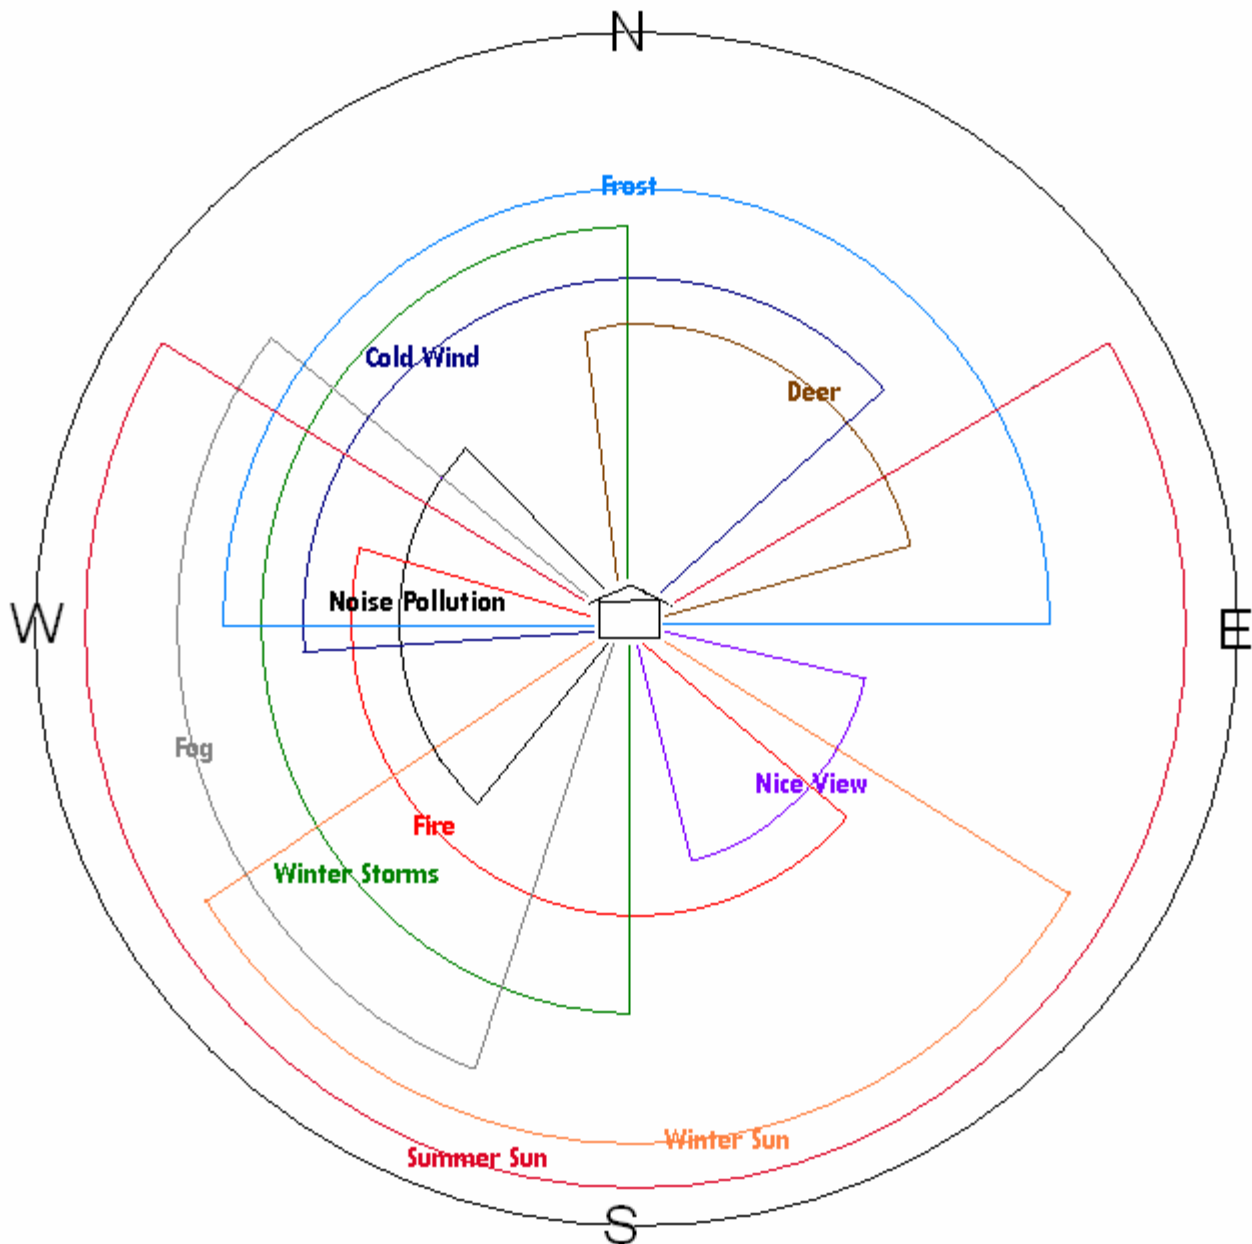 N
Frost
Cold Wind
Deer
Noise Pollution
W
E
Fog
Nice View
Fire
Winter Storms
Winter Sun
Summer Sun
S